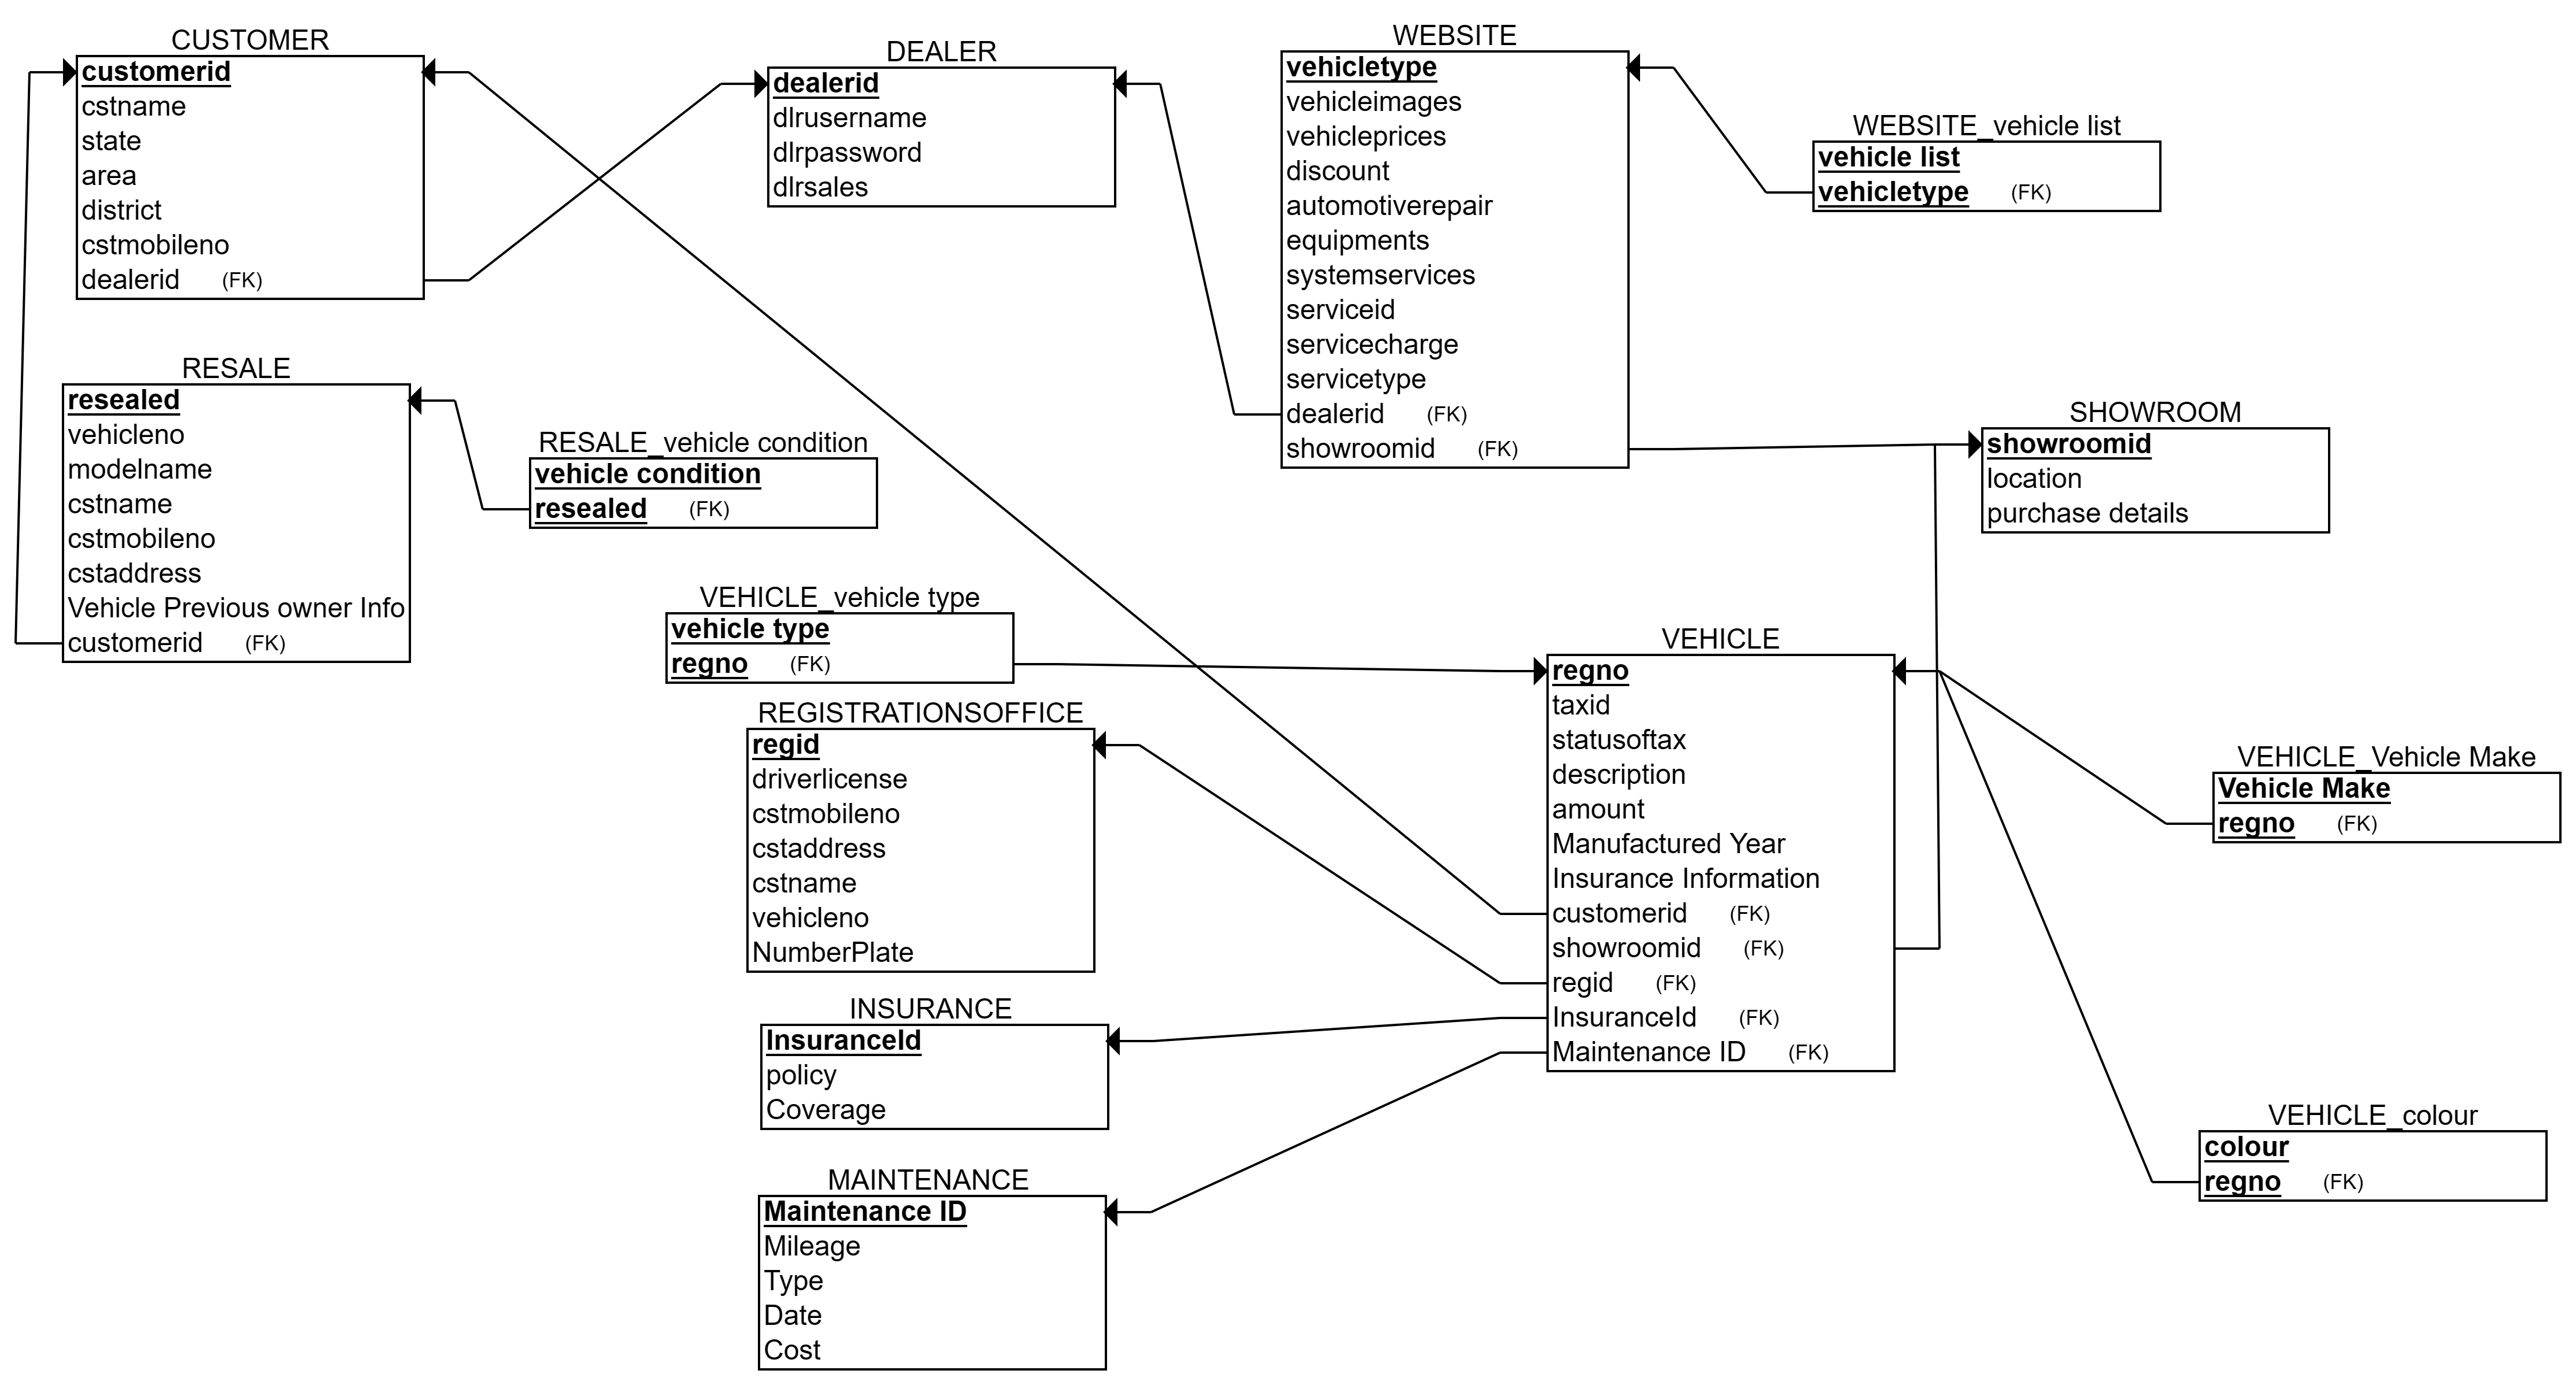 CUSTOMER
customerid
cstname
state
area
district
cstmobileno
dealerid (FK)
DEALER
dealerid
dlrusername
dlrpassword
dlrsales
WEBSITE
vehicletype
vehicleimages
vehicleprices
discount
automotiverepair
equipments
systemservices
serviceid
servicecharge
servicetype
dealerid (FK)
showroomid (FK)
WEBSITE_vehicle list
vehicle list
vehicletype (FK)
RESALE
resealed
vehicleno
modelname
cstname
cstmobileno
cstaddress
Vehicle Previous owner Info
customerid (FK)
RESALE_vehicle condition
vehicle condition
resealed (FK)
SHOWROOM
showroomid
location
purchase details
VEHICLE_vehicle type
vehicle type
regno (FK)
VEHICLE
regno
taxid
statusoftax
description
amount
Manufactured Year
Insurance Information
customerid (FK)
showroomid (FK)
regid (FK)
InsuranceId (FK)
Maintenance ID (FK)
REGISTRATIONSOFFICE
regid
driverlicense
cstmobileno
cstaddress
cstname
vehicleno
NumberPlate
VEHICLE_Vehicle Make
Vehicle Make
regno (FK)
INSURANCE
InsuranceId
policy
Coverage
VEHICLE_colour
colour
regno (FK)
MAINTENANCE
Maintenance ID
Mileage
Type
Date
Cost